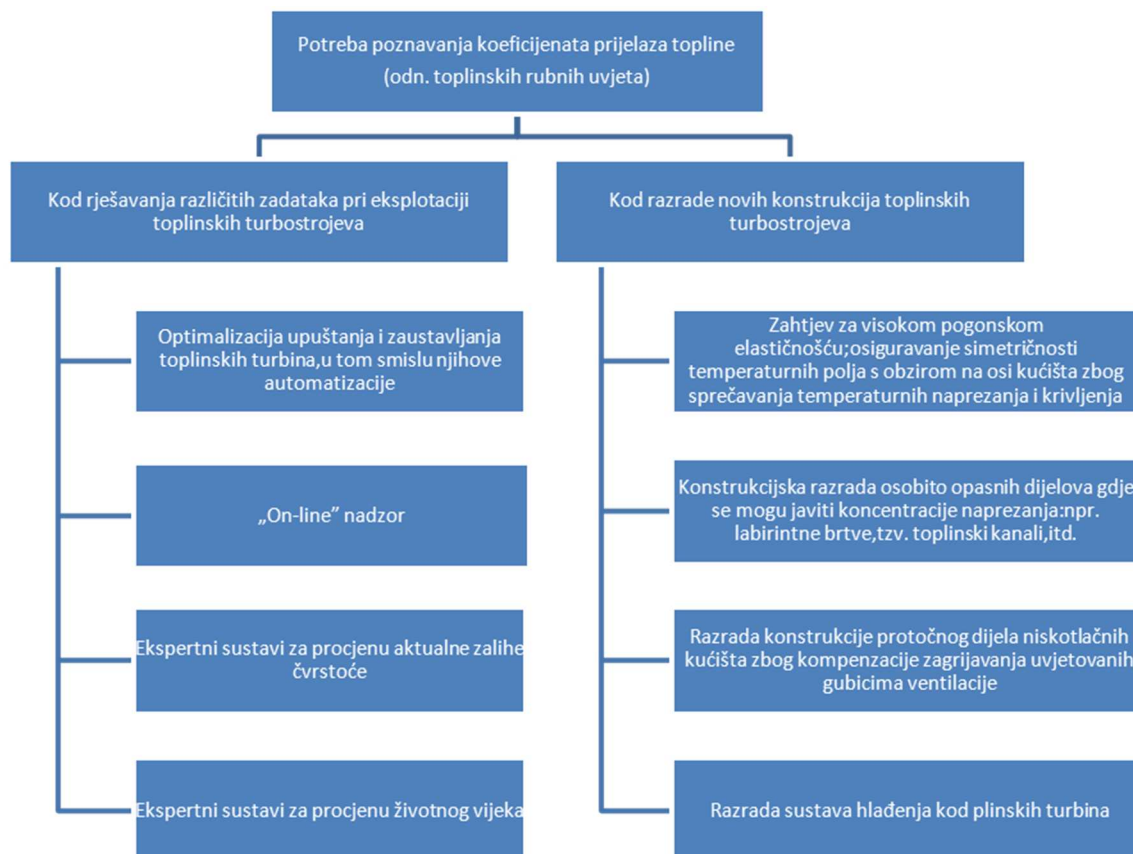 Potreba poznavanja koeficijenata prijelaza topline
(odn. toplinskih rubnih uvjeta)
Kod rješavanja različitih zadataka pri eksplotaciji
toplinskih turbostrojeva
Optimalizacija upuštanja i zaustavljanja
toplinskih turbina,u tom smislu njihove
automatizacije
„On-line” nadzor
Ekspertni sustavi za procjenu aktualne zalihe
čvrstoće
Ekspertni sustavi za procjenu životnog vijeka
Kod razrade novih konstrukcija toplinskih
turbostrojeva
Zahtjev za visokom pogonskom
elastičnošću;osiguravanje simetričnosti
temperaturnih polja s obzirom na osi kućišta zbog
sprečavanja temperaturnih naprezanja i krivljenja
Konstrukcijska razrada osobito opasnih dijelova gdje
se mogu javiti koncentracije naprezanja:npr.
labirintne brtve,tzv. toplinski kanali,itd.
Razrada konstrukcije protočnog dijela niskotlačnih
kućišta zbog kompenzacije zagrijavanja uvjetovanih
gubicima ventilacije
Razrada sustava hlađenja kod plinskih turbina